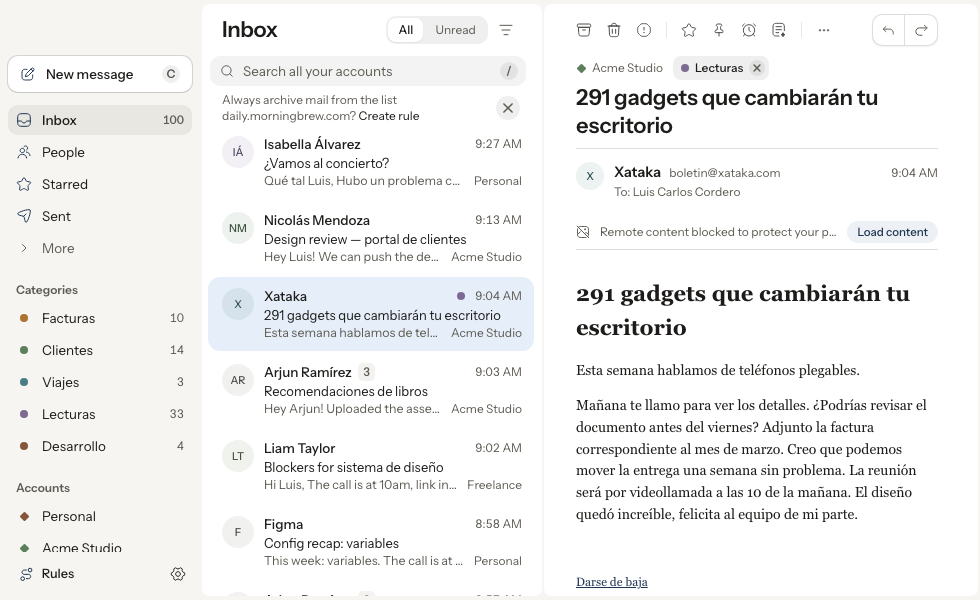 New message
C
Inbox
100
People
Starred
Sent
More
Categories
Facturas
10
Clientes
14
Viajes
3
Lecturas
33
Desarrollo
4
Accounts
Personal
Acme Studio
Rules
Inbox
All
Unread
Search all your accounts
/
Always archive mail from the list
daily.morningbrew.com? Create rule
IÁ
Isabella Álvarez
9:27 AM
¿Vamos al concierto?
Qué tal Luis, Hubo un problema c...
Personal
NM
Nicolás Mendoza
9:13 AM
Design review — portal de clientes
Hey Luis! We can push the de...
Acme Studio
X
Xataka
9:04 AM
291 gadgets que cambiarán tu escritorio
Esta semana hablamos de tel...
Acme Studio
AR
Arjun Ramírez
3
9:03 AM
Recomendaciones de libros
Hey Arjun! Uploaded the asse...
Acme Studio
LT
Liam Taylor
9:02 AM
Blockers for sistema de diseño
Hi Luis, The call is at 10am, link in...
Freelance
F
Figma
8:58 AM
Config recap: variables
This week: variables. The call is at ...
Personal
Acme Studio
Lecturas
291 gadgets que cambiarán tu
escritorio
X
Xataka
boletin@xataka.com
9:04 AM
To: Luis Carlos Cordero
Remote content blocked to protect your p...
Load content
291 gadgets que cambiarán tu
escritorio
Esta semana hablamos de teléfonos plegables.
Mañana te llamo para ver los detalles. ¿Podrías revisar el
documento antes del viernes? Adjunto la factura
correspondiente al mes de marzo. Creo que podemos
mover la entrega una semana sin problema. La reunión
será por videollamada a las 10 de la mañana. El diseño
quedó increíble, felicita al equipo de mi parte.
Darse de baja